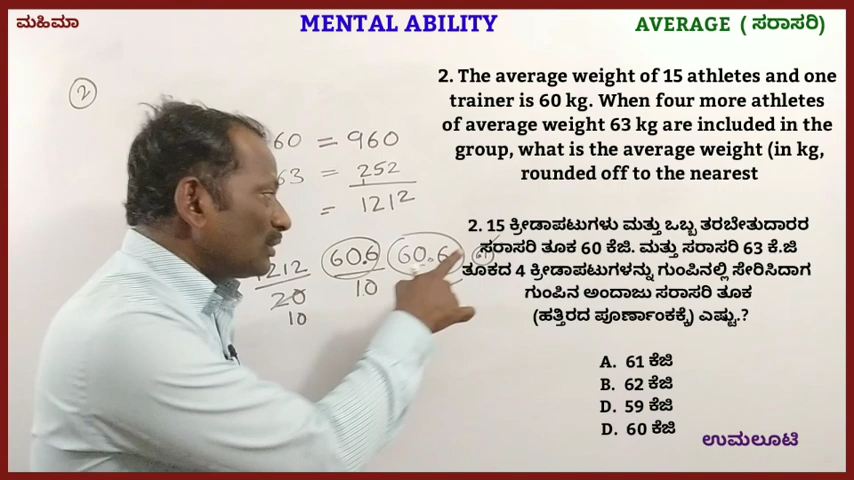 ಮಹಿಮಾ
MENTAL ABILITY
AVERAGE ( ಸರಾಸರಿ)
2
60 = 960
63 = 252
= 1212
1212 606 60.6
20 10
10
2. The average weight of 15 athletes and one
trainer is 60 kg. When four more athletes
of average weight 63 kg are included in the
group, what is the average weight (in kg,
rounded off to the nearest
2. 15 ಕ್ರೀಡಾಪಟುಗಳು ಮತ್ತು ಒಬ್ಬ ತರಬೇತುದಾರರ
ಸರಾಸರಿ ತೂಕ 60 ಕೆಜಿ. ಮತ್ತು ಸರಾಸರಿ 63 ಕೆ.ಜಿ
ತೂಕದ 4 ಕ್ರೀಡಾಪಟುಗಳನ್ನು ಗುಂಪಿನಲ್ಲಿ ಸೇರಿಸಿದಾಗ
ಗುಂಪಿನ ಅಂದಾಜು ಸರಾಸರಿ ತೂಕ
(ಹತ್ತಿರದ ಪೂರ್ಣಾಂಕಕ್ಕೆ) ಎಷ್ಟು.?
A. 61 ಕೆಜಿ
B. 62 ಕೆಜಿ
D. 59 ಕೆಜಿ
D. 60 ಕೆಜಿ
ಉಮಲೂಟಿ